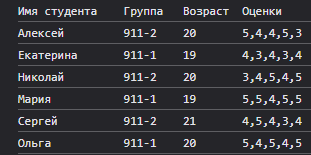 Имя студента Группа Возраст Оценки
Алексей 911-2 20 5,4,4,5,3
Екатерина 911-1 19 4,3,4,3,4
Николай 911-2 20 3,4,5,4,5
Мария 911-1 19 5,5,4,5,5
Сергей 911-2 21 4,5,4,3,4
Ольга 911-1 20 5,4,5,4,5